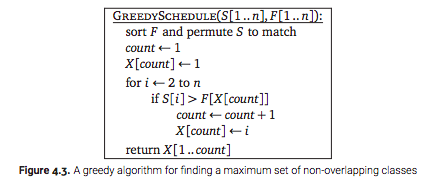 GREEDYSCHEDULE(S[1..n], F[1..n]):
sort F and permute S to match
count ← 1
X[count] ← 1
for i ← 2 to n
if S[i] > F[X[count]]
count ← count + 1
X[count] ← i
return X[1..count]
Figure 4.3. A greedy algorithm for finding a maximum set of non-overlapping classes